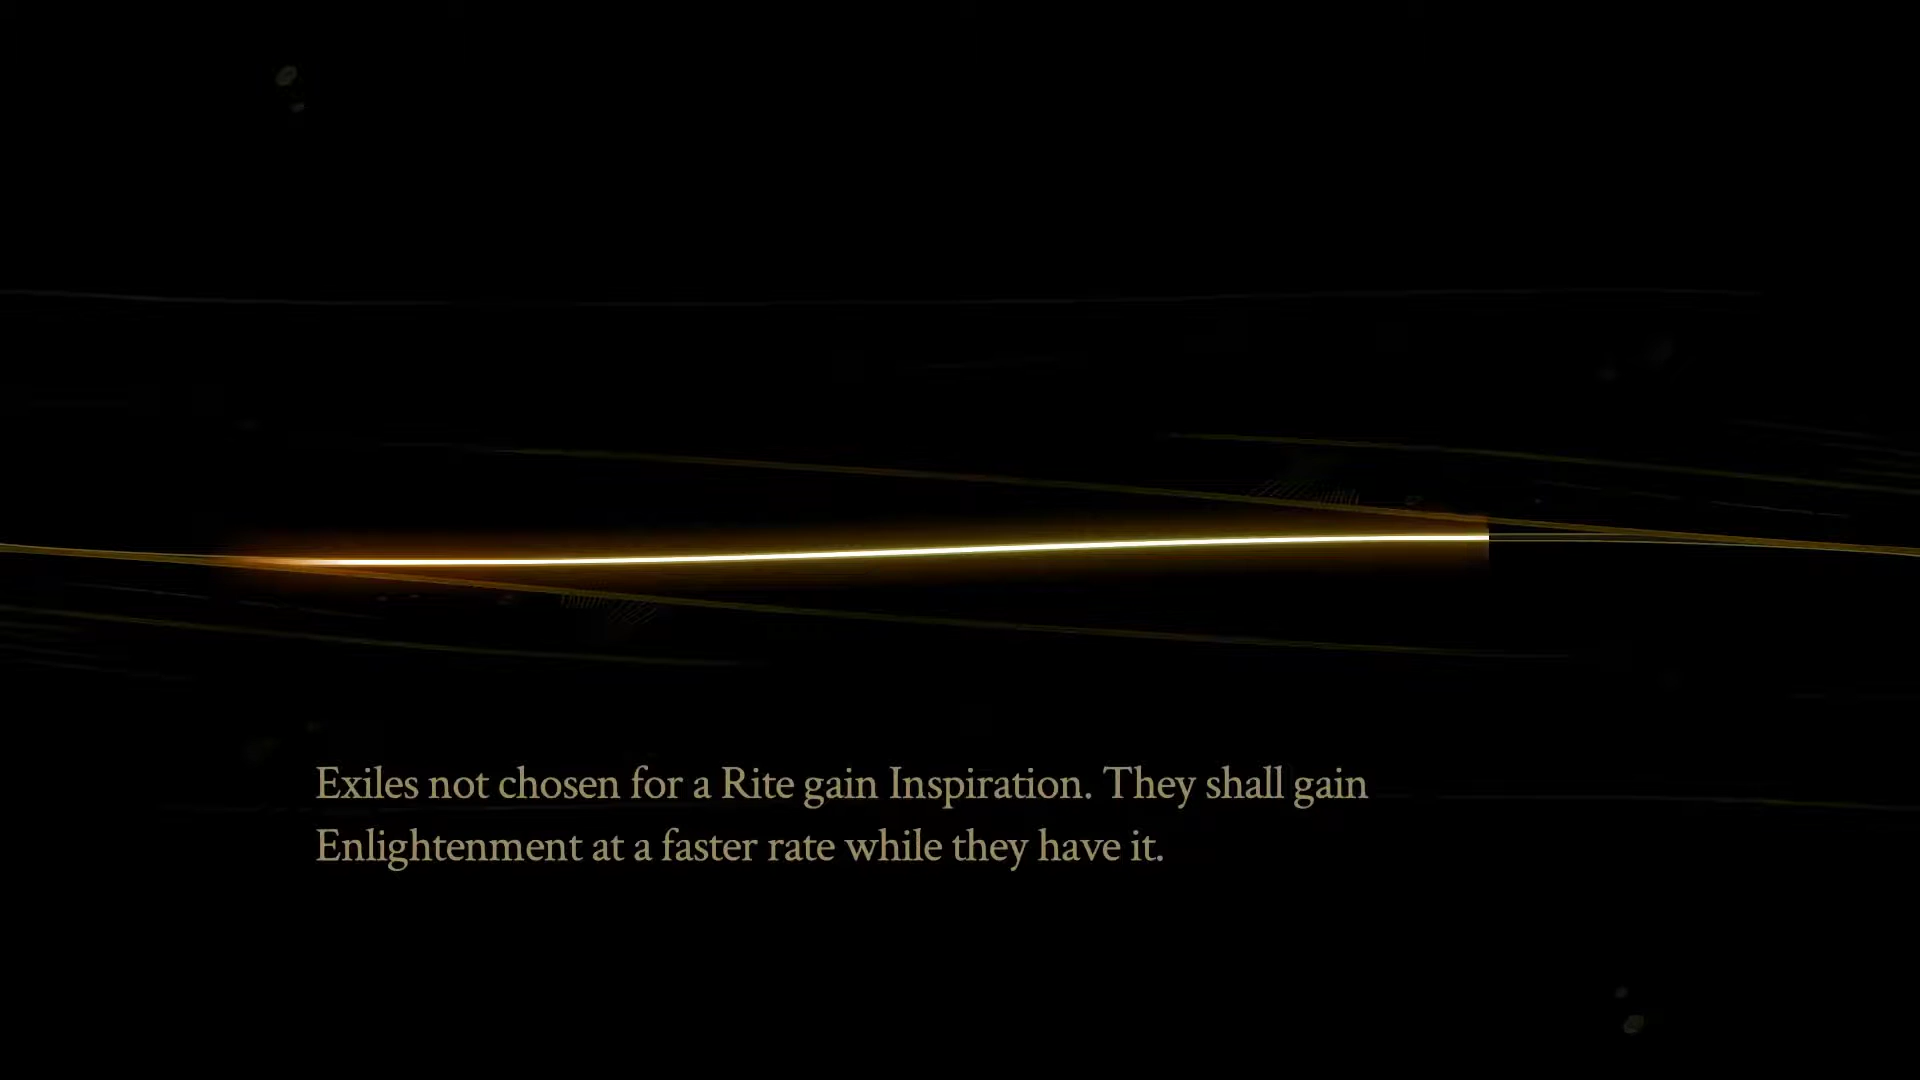 Exiles not chosen for a Rite gain Inspiration. They shall gain
Enlightenment at a faster rate while they have it.